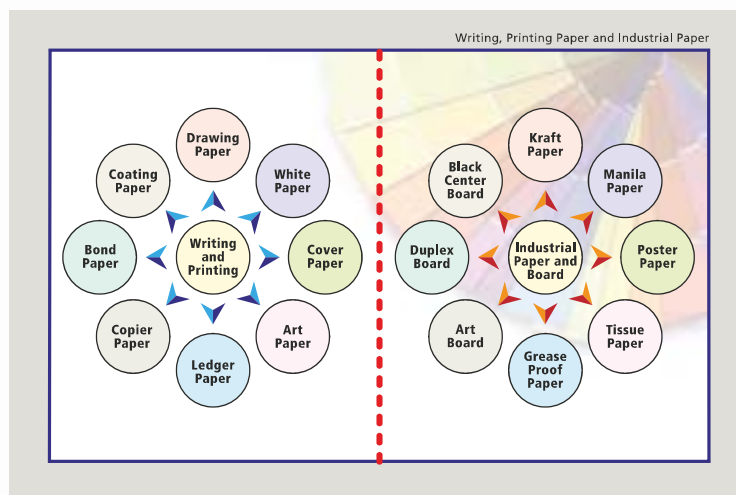 Writing, Printing Paper and Industrial Paper
Drawing
Paper
White
Paper
Cover
Paper
Art
Paper
Ledger
Paper
Copier
Paper
Bond
Paper
Coating
Paper
Writing
and
Printing
Kraft
Paper
Manila
Paper
Poster
Paper
Tissue
Paper
Grease
Proof
Paper
Art
Board
Duplex
Board
Black
Center
Board
Industrial
Paper and
Board